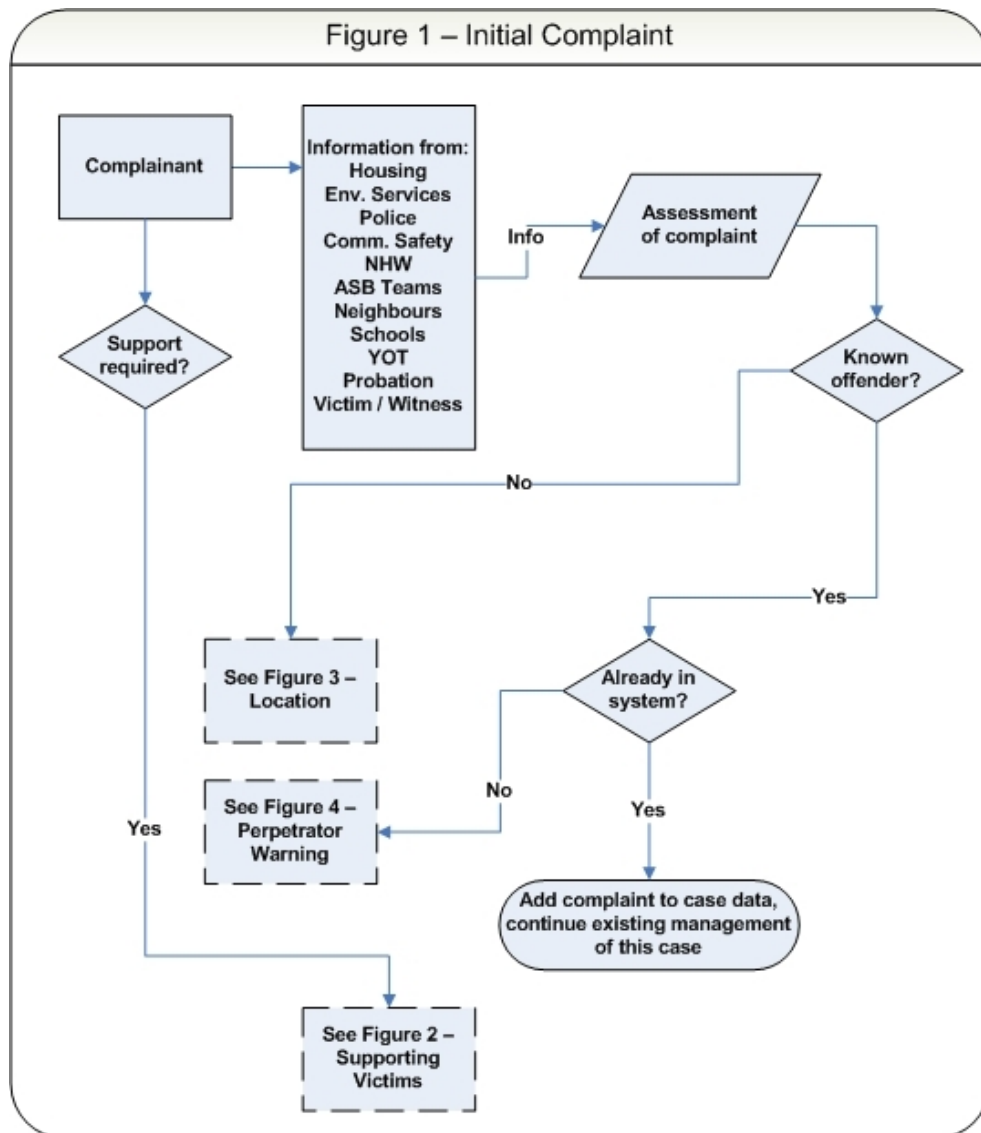 Figure 1 – Initial Complaint
Complainant
Information from:
Housing
Env. Services
Police
Comm. Safety
NHW
ASB Teams
Neighbours
Schools
YOT
Probation
Victim / Witness
Info
Assessment
of complaint
Support
required?
Known
offender?
No
Yes
See Figure 3 –
Location
Already in
system?
No
See Figure 4 –
Perpetrator
Warning
Yes
Yes
Add complaint to case data,
continue existing management
of this case
See Figure 2 –
Supporting
Victims